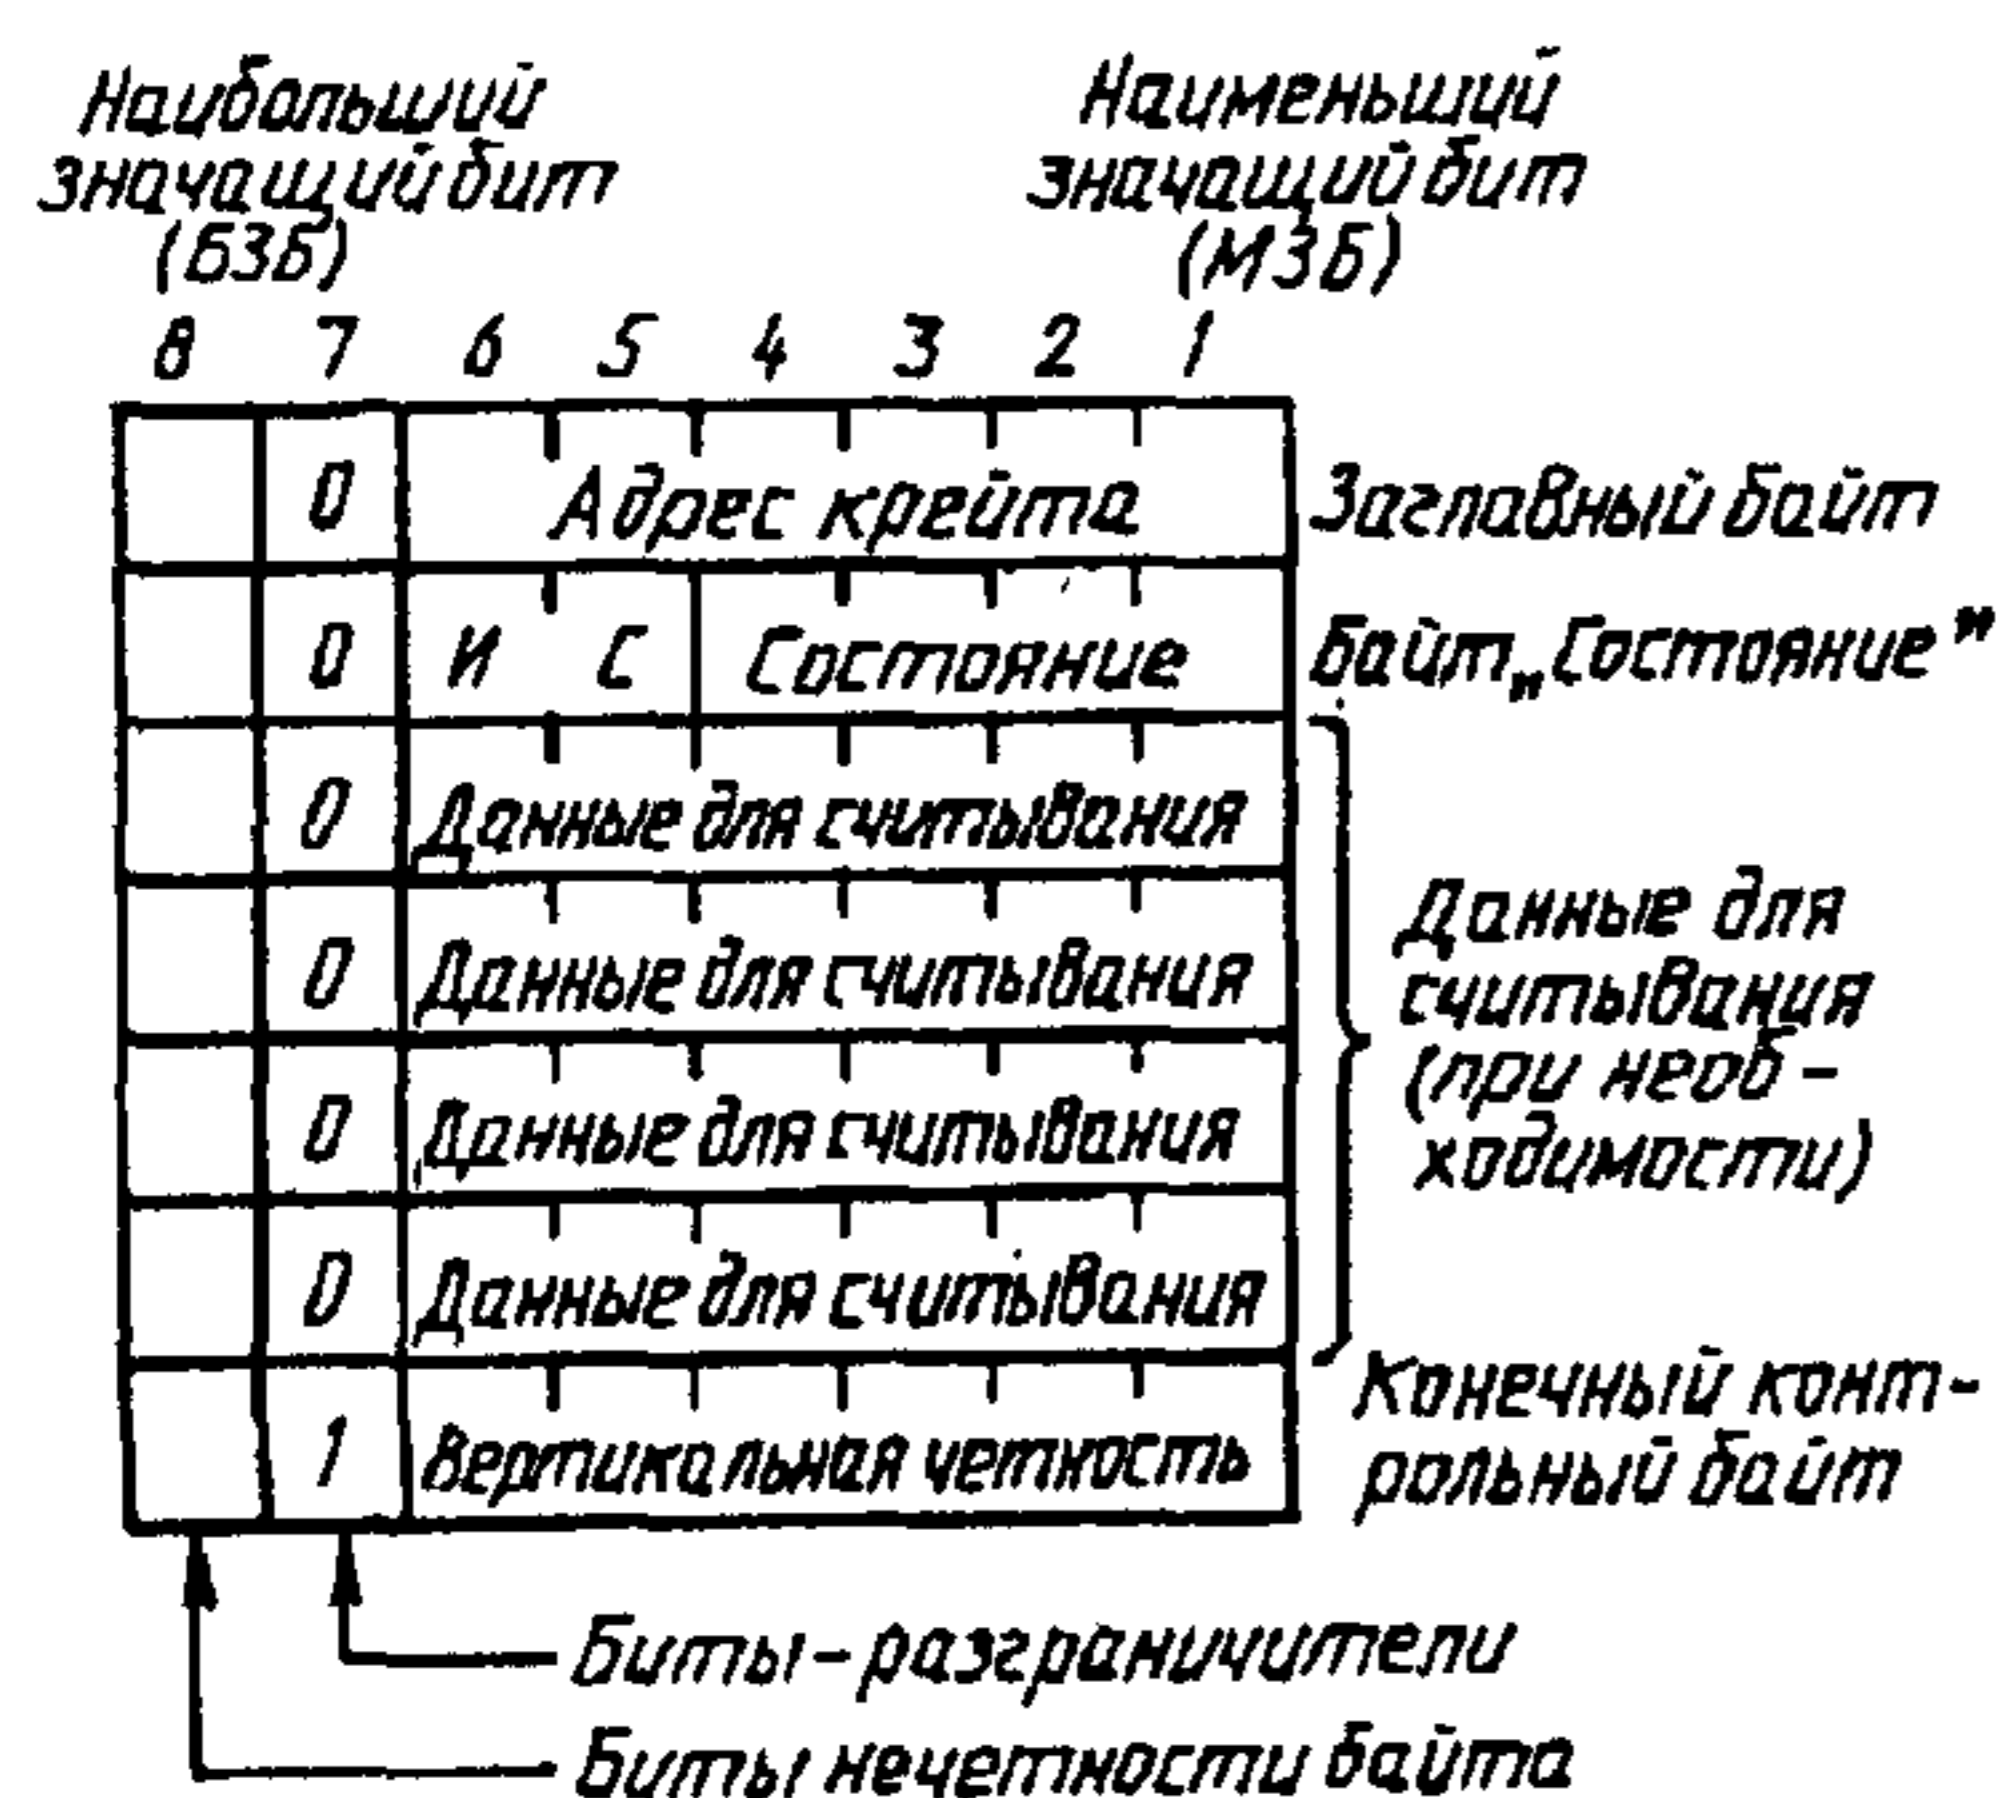 Наибольший
значащий бит
(БЗБ)
Наименьший
значащий бит
(МЗБ)
8 7 6 5 4 3 2 1
0 Адрес крейта Заглавный байт
0 И С Состояние Байт „Состояние”
0 Данные для считывания
0 Данные для считывания
0 Данные для считывания
0 Данные для считывания
Данные для
считывания
(при необ-
ходимости)
1 Вертикальная четность
Конечный конт-
рольный байт
Биты-разграничители
Биты нечетности байта